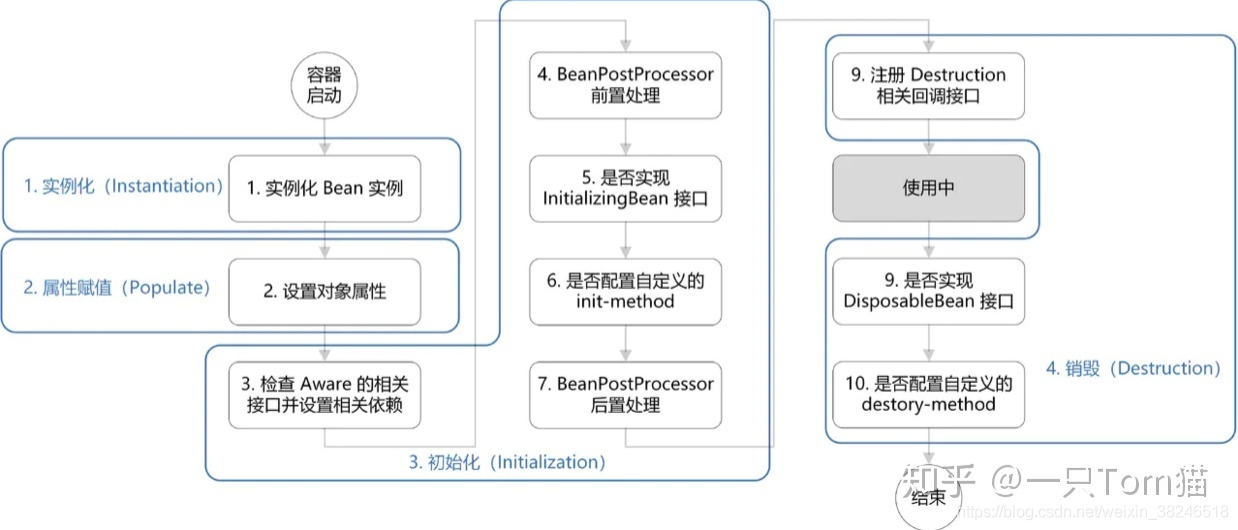 容器
启动
1. 实例化（Instantiation）
1. 实例化 Bean 实例
2. 属性赋值（Populate）
2. 设置对象属性
3. 检查 Aware 的相关
接口并设置相关依赖
3. 初始化（Initialization）
4. BeanPostProcessor
前置处理
5. 是否实现
InitializingBean 接口
6. 是否配置自定义的
init-method
7. BeanPostProcessor
后置处理
9. 注册 Destruction
相关回调接口
使用中
9. 是否实现
DisposableBean 接口
10. 是否配置自定义的
destory-method
4. 销毁（Destruction）
结束
知乎 @一只Tom猫
https://blog.csdn.net/weixin_38246518